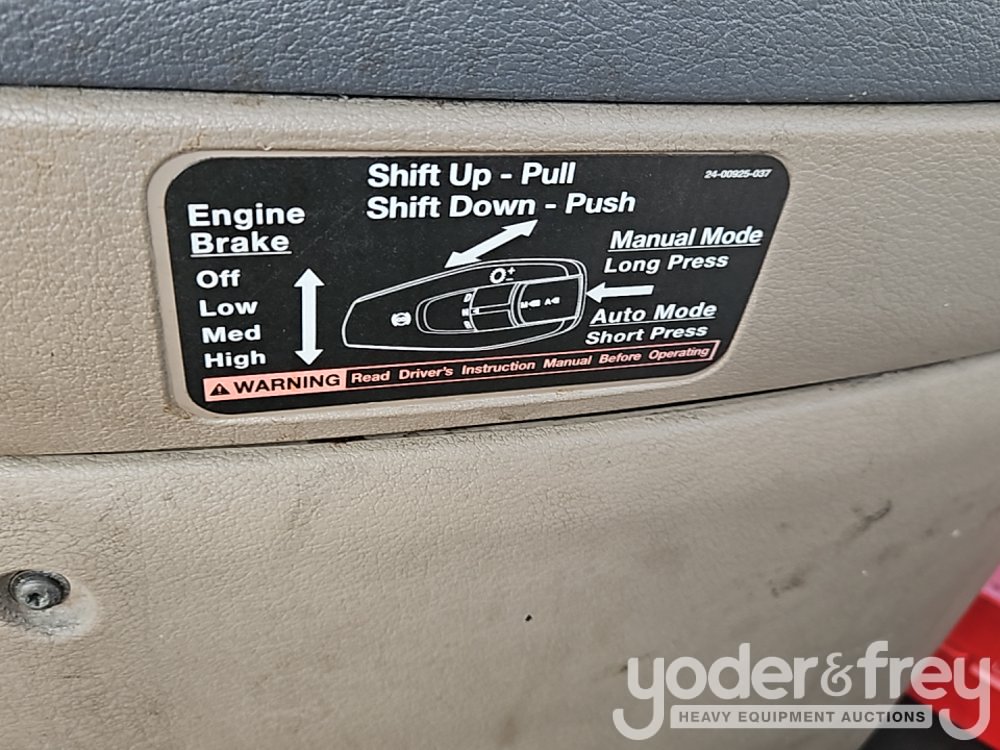 Shift Up - Pull
Shift Down - Push
24-00925-037
Engine
Brake
Off
Low
Med
High
Manual Mode
Long Press
Auto Mode
Short Press
D
N
R
M
A
WARNING Read Driver's Instruction Manual Before Operating
yoder&frey
HEAVY EQUIPMENT AUCTIONS